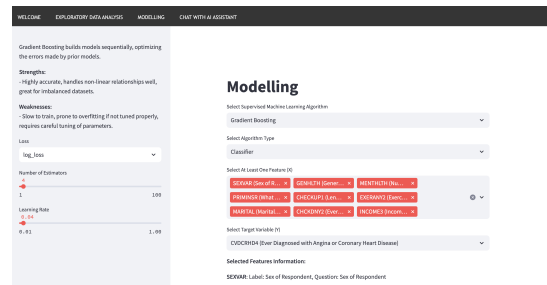 WELCOME EXPLORATORY DATA ANALYSIS MODELLING CHAT WITH AI ASSISTANT
Gradient Boosting builds models sequentially, optimizing
the errors made by prior models.
Strengths:
- Highly accurate, handles non-linear relationships well,
great for imbalanced datasets.
Weaknesses:
- Slow to train, prone to overfitting if not tuned properly,
requires careful tuning of parameters.
Loss
log_loss
Number of Estimators
4
1 100
Learning Rate
0.04
0.01 1.00
Modelling
Select Supervised Machine Learning Algorithm
Gradient Boosting
Select Algorithm Type
Classifier
Select At Least One Feature (X)
SEXVAR (Sex of R... × GENHLTH (Gener... × MENTHLTH (Nu... ×
PRIMINSR (What... × CHECKUP1 (Len... × EXERANY2 (Exerc... ×
MARITAL (Marital... × CHCKDNY2 (Ever... × INCOME3 (Incom... ×
Select Target Variable (Y)
CVDCRHD4 (Ever Diagnosed with Angina or Coronary Heart Disease)
Selected Features Information:
SEXVAR: Label: Sex of Respondent, Question: Sex of Respondent